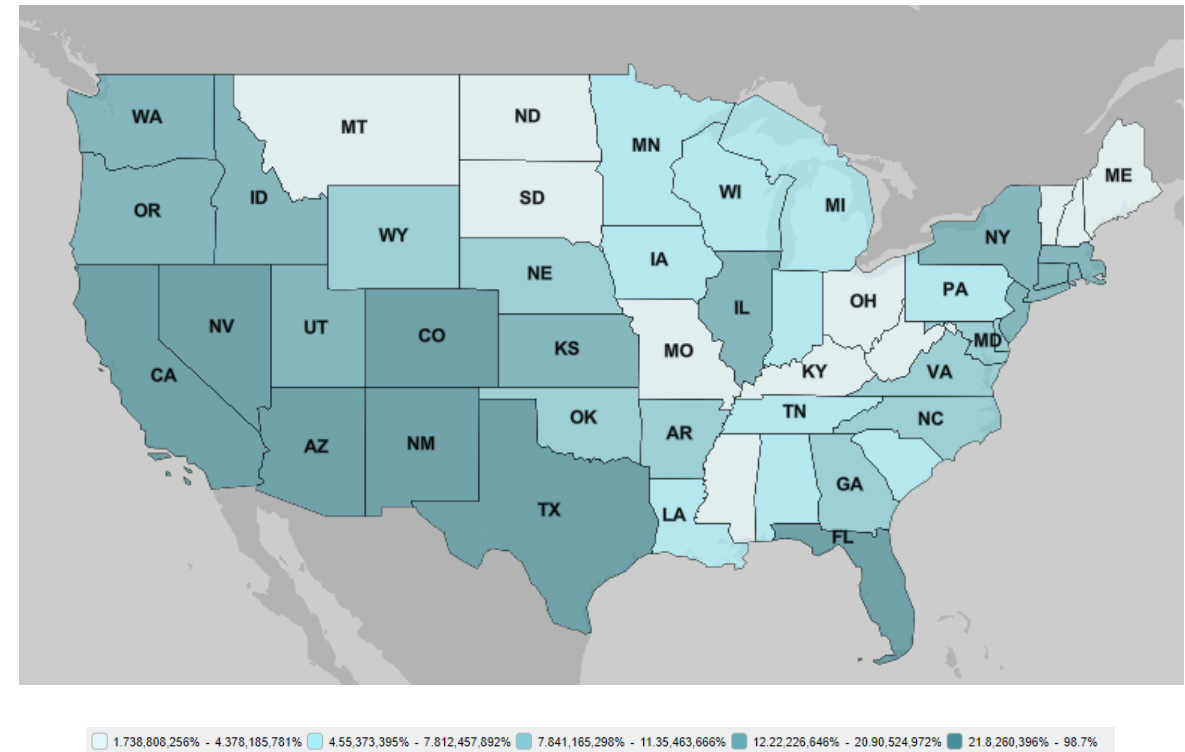 WA
MT
ND
MN
ME
OR
ID
SD
WI
MI
WY
NY
NE
IA
PA
NV
UT
CO
IL
OH
MD
CA
KS
MO
KY
VA
AZ
NM
OK
AR
TN
NC
TX
LA
GA
FL
1.738,808,256% - 4.378,185,781% 4.55,373,395% - 7.812,457,892% 7.841,165,298% - 11.35,463,666% 12.22,226,646% - 20.90,524,972% 21.8,260,396% - 98.7%